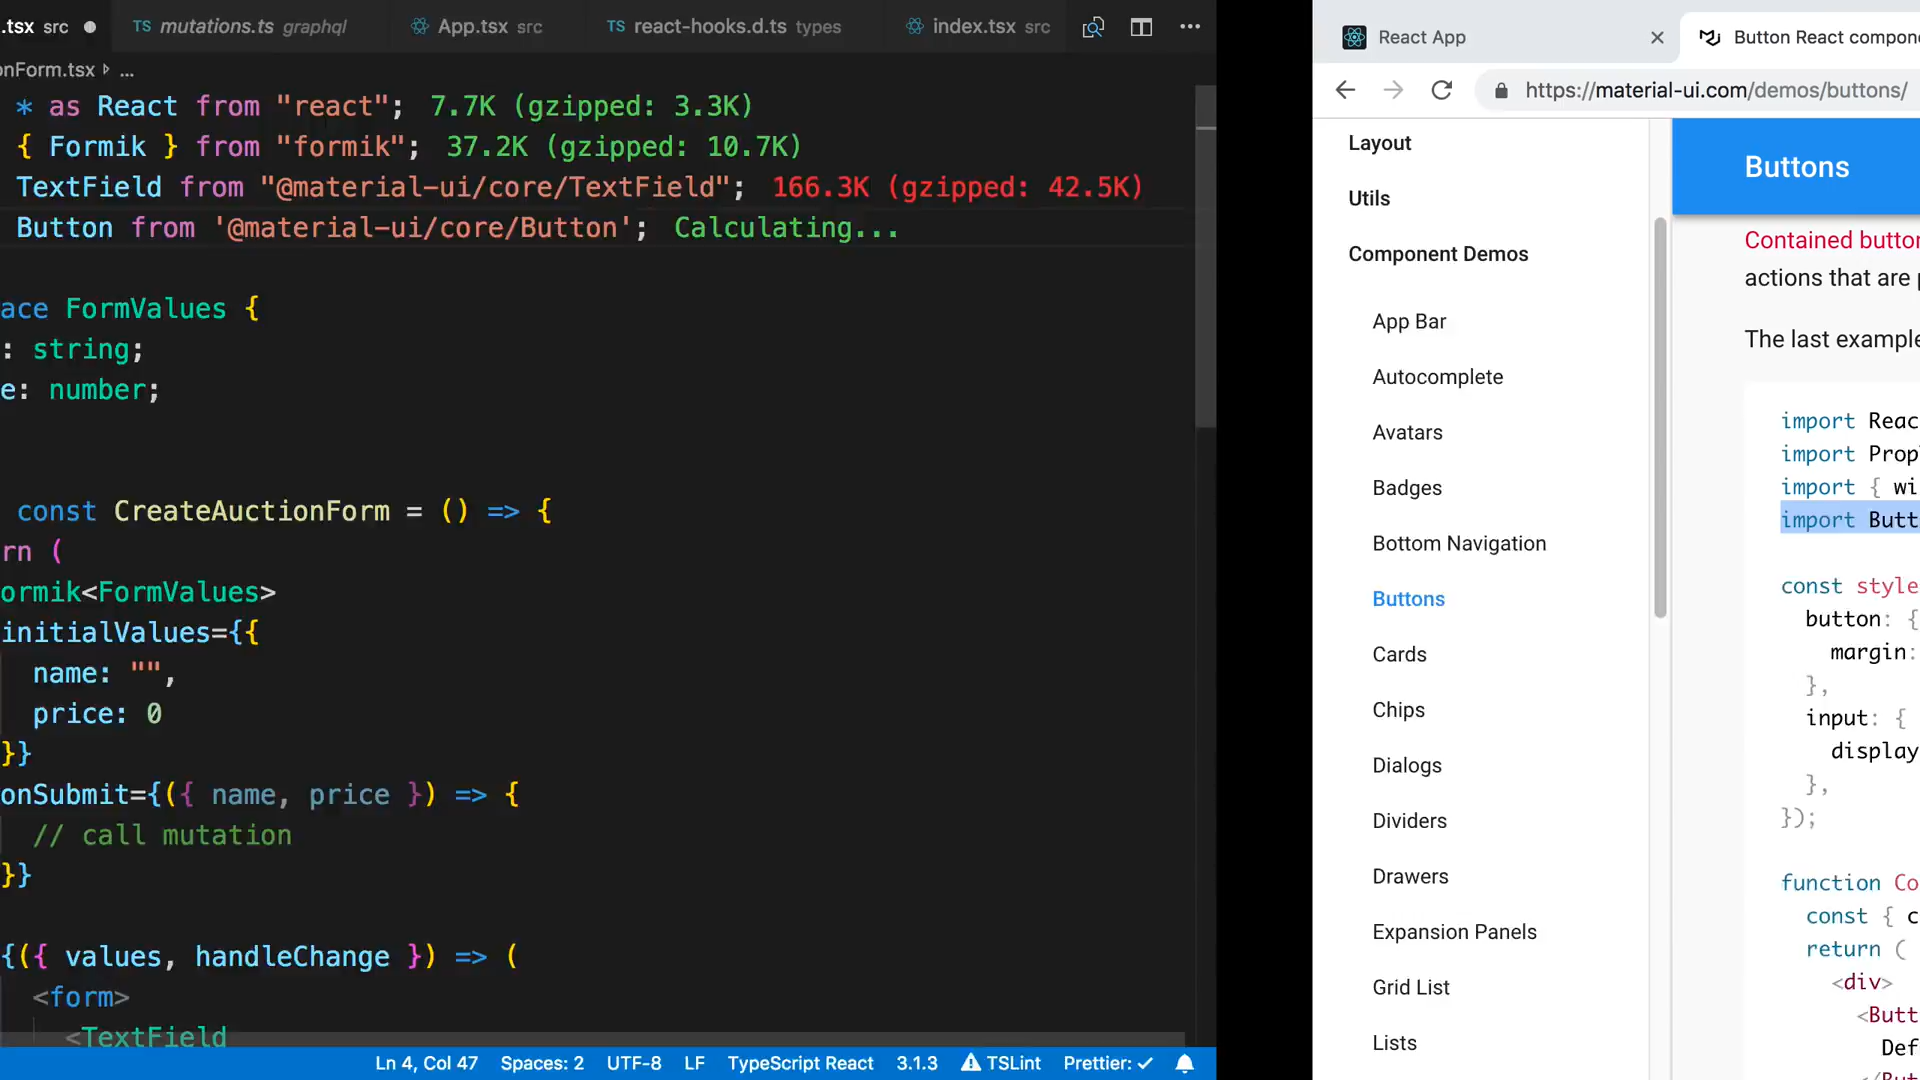 .tsx src
TS mutations.ts graphql
App.tsx src
TS react-hooks.d.ts types
index.tsx src
onForm.tsx
...
* as React from "react"; 7.7K (gzipped: 3.3K)
{ Formik } from "formik"; 37.2K (gzipped: 10.7K)
TextField from "@material-ui/core/TextField"; 166.3K (gzipped: 42.5K)
Button from '@material-ui/core/Button'; Calculating...
ace FormValues {
: string;
e: number;
const CreateAuctionForm = () => {
rn (
ormik<FormValues>
initialValues={{
name: "",
price: 0
}}
onSubmit={({ name, price }) => {
// call mutation
}}
{({ values, handleChange }) => (
<form>
<TextField
Ln 4, Col 47 Spaces: 2 UTF-8 LF TypeScript React 3.1.3 TSLint Prettier: ✓
React App
Button React compon
https://material-ui.com/demos/buttons/
Layout
Utils
Component Demos
App Bar
Autocomplete
Avatars
Badges
Bottom Navigation
Buttons
Cards
Chips
Dialogs
Dividers
Drawers
Expansion Panels
Grid List
Lists
Buttons
Contained button
actions that are p
The last example
import Reac
import Prop
import { wi
import Butt
const style
button: {
margin:
},
input: {
display
},
});
function Co
const { c
return (
<div>
<Butt
Def
</Butt